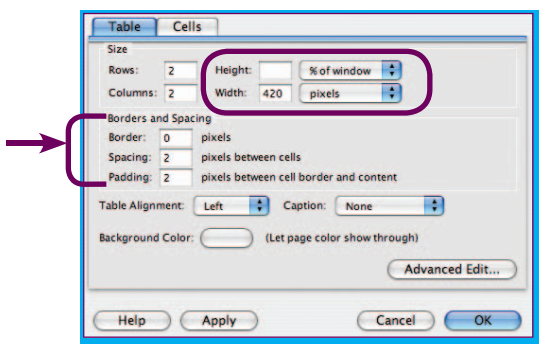 Table Cells
Size
Rows: 2 Height: % of window
Columns: 2 Width: 420 pixels
Borders and Spacing
Border: 0 pixels
Spacing: 2 pixels between cells
Padding: 2 pixels between cell border and content
Table Alignment: Left Caption: None
Background Color: (Let page color show through)
Advanced Edit...
Help Apply Cancel OK